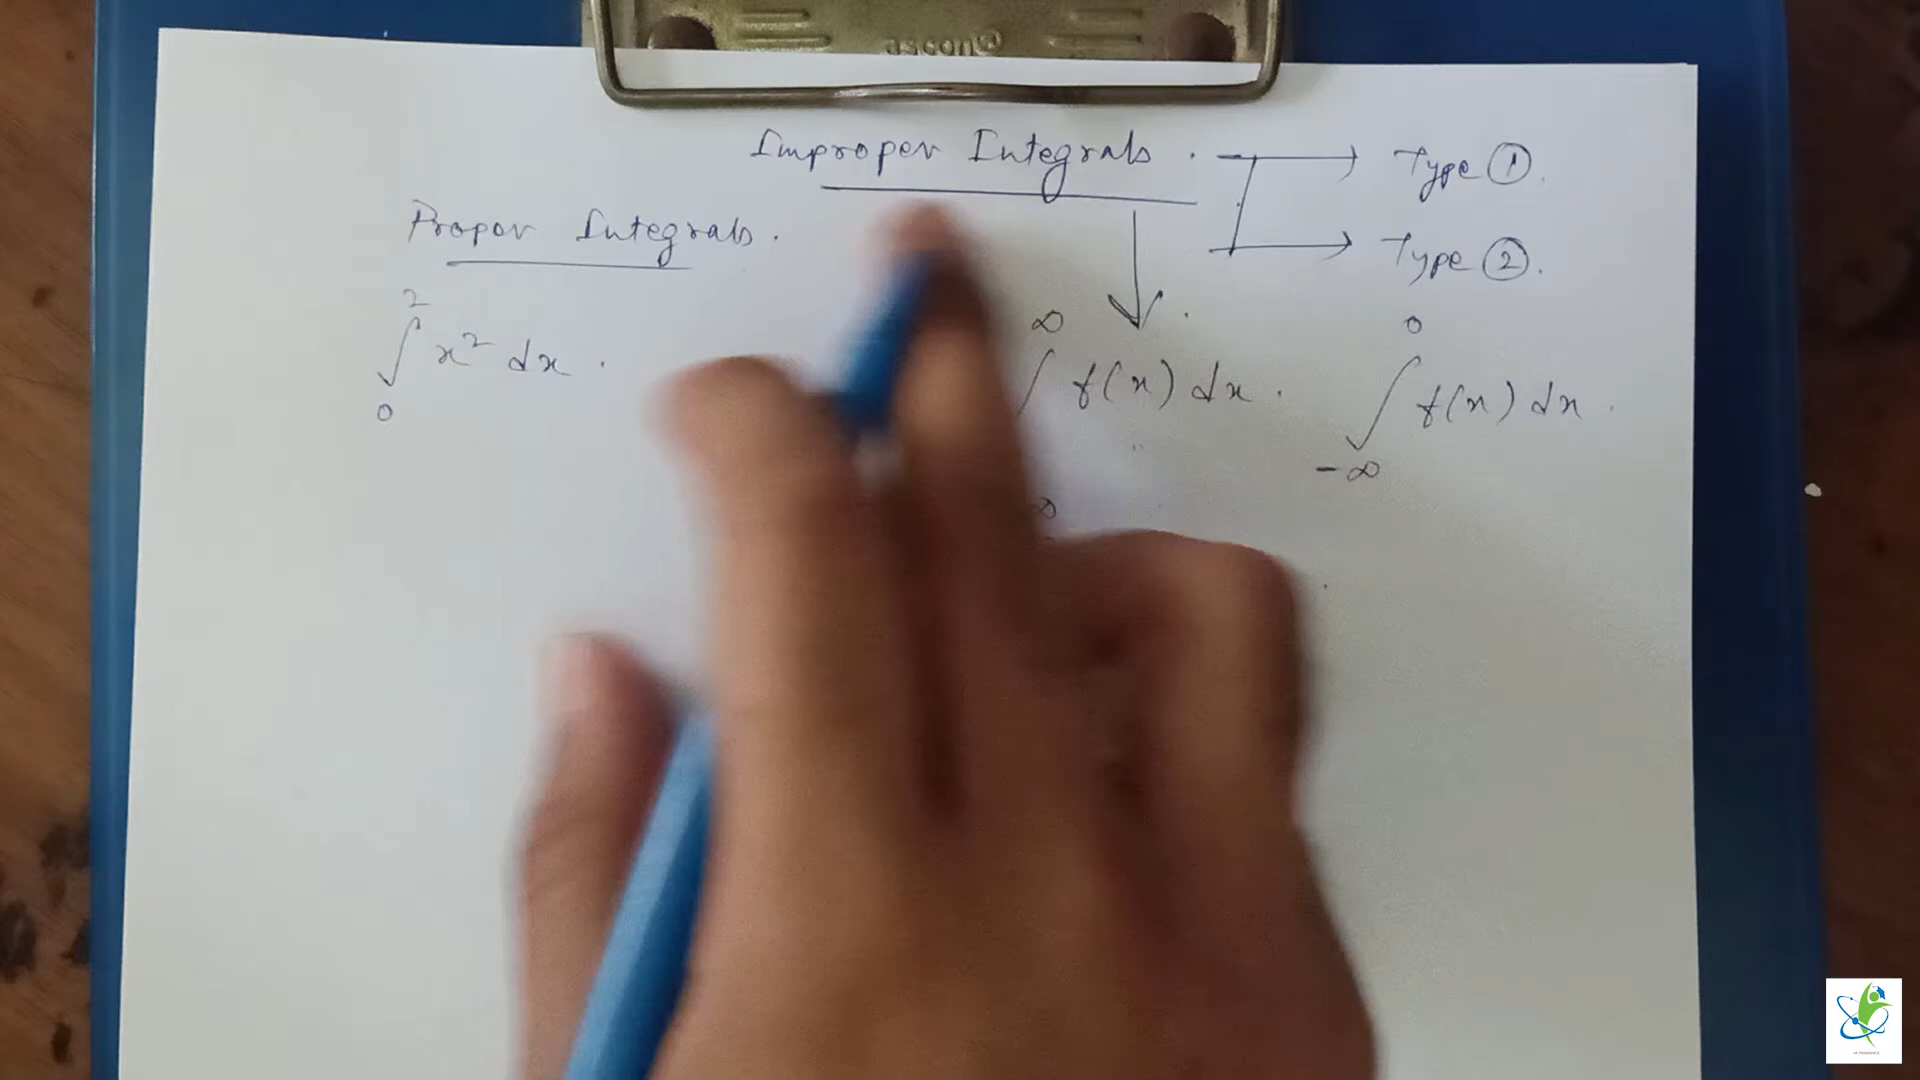 ascon®
Improper Integrals. Type ①.
Proper Integrals. Type ②.
2
∫ x² dx.
0
∞
∫ f(x) dx.
0
∫ f(x) dx.
-∞
∞